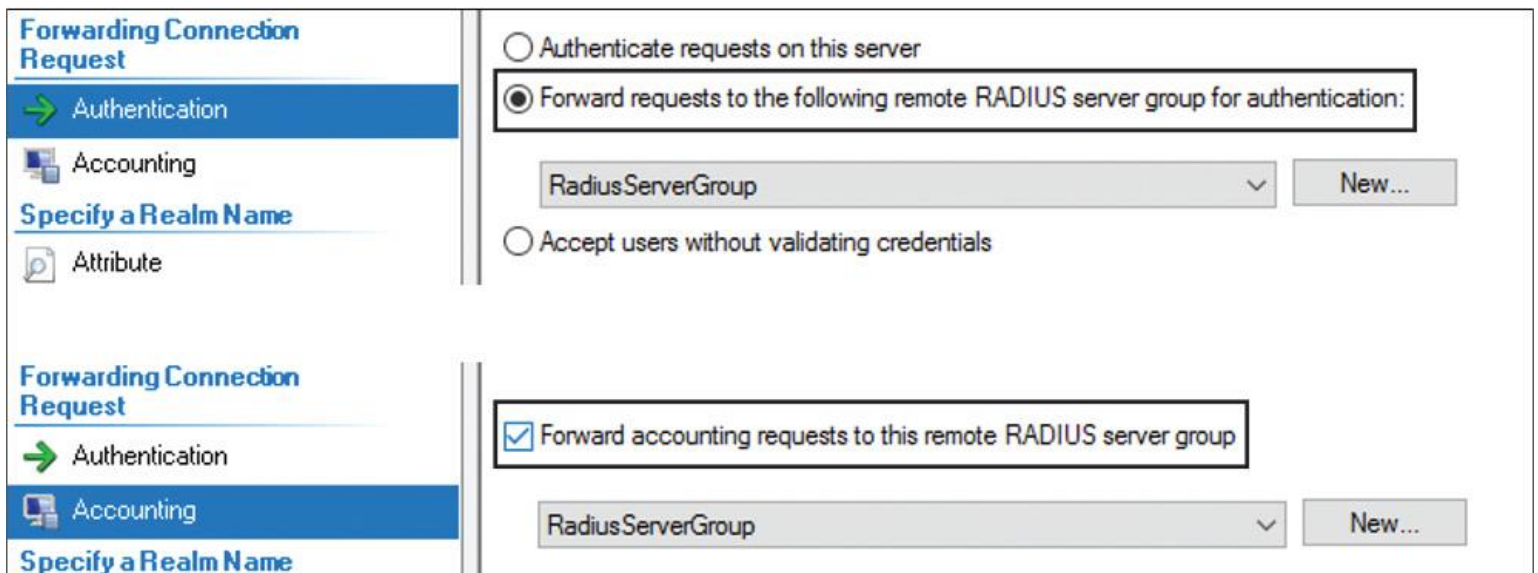 Forwarding Connection
Request
Authentication
Accounting
Specify a Realm Name
Attribute
Authenticate requests on this server
Forward requests to the following remote RADIUS server group for authentication:
RadiusServerGroup
New...
Accept users without validating credentials
Forwarding Connection
Request
Authentication
Accounting
Specify a Realm Name
Forward accounting requests to this remote RADIUS server group
RadiusServerGroup
New...